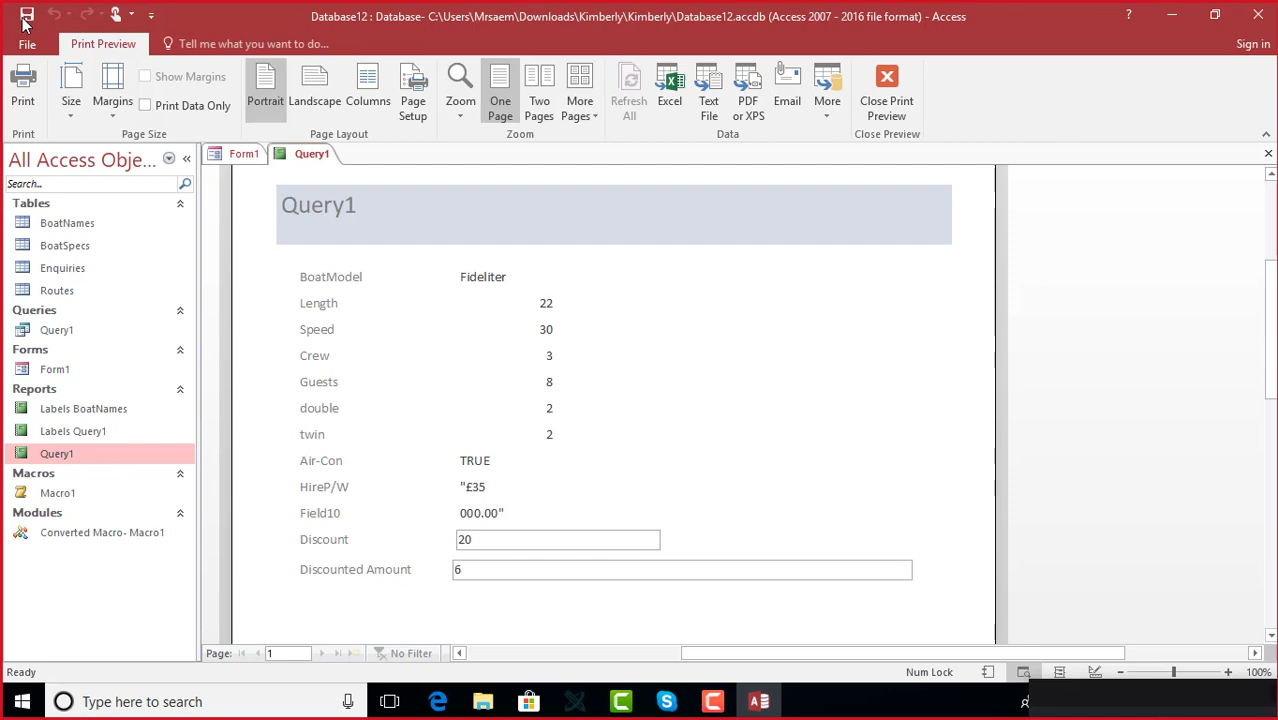 Database12 : Database- C:\Users\Mrsaem\Downloads\Kimberly\Kimberly\Database12.accdb (Access 2007 - 2016 file format) - Access
?
File
Print Preview
Tell me what you want to do...
Sign in
Print
Size
Margins
Show Margins
Print Data Only
Portrait
Landscape
Columns
Page Setup
Zoom
One Page
Two Pages
More Pages
Refresh All
Excel
Text File
PDF or XPS
Email
More
Close Print Preview
Print
Page Size
Page Layout
Zoom
Data
Close Preview
All Access Obje...
Search...
Tables
BoatNames
BoatSpecs
Enquiries
Routes
Queries
Query1
Forms
Form1
Reports
Labels BoatNames
Labels Query1
Query1
Macros
Macro1
Modules
Converted Macro- Macro1
Form1
Query1
Query1
BoatModel Fideliter
Length 22
Speed 30
Crew 3
Guests 8
double 2
twin 2
Air-Con TRUE
HireP/W "£35
Field10 000.00"
Discount 20
Discounted Amount 6
Page: 1 No Filter
Ready
Num Lock
100%
Type here to search